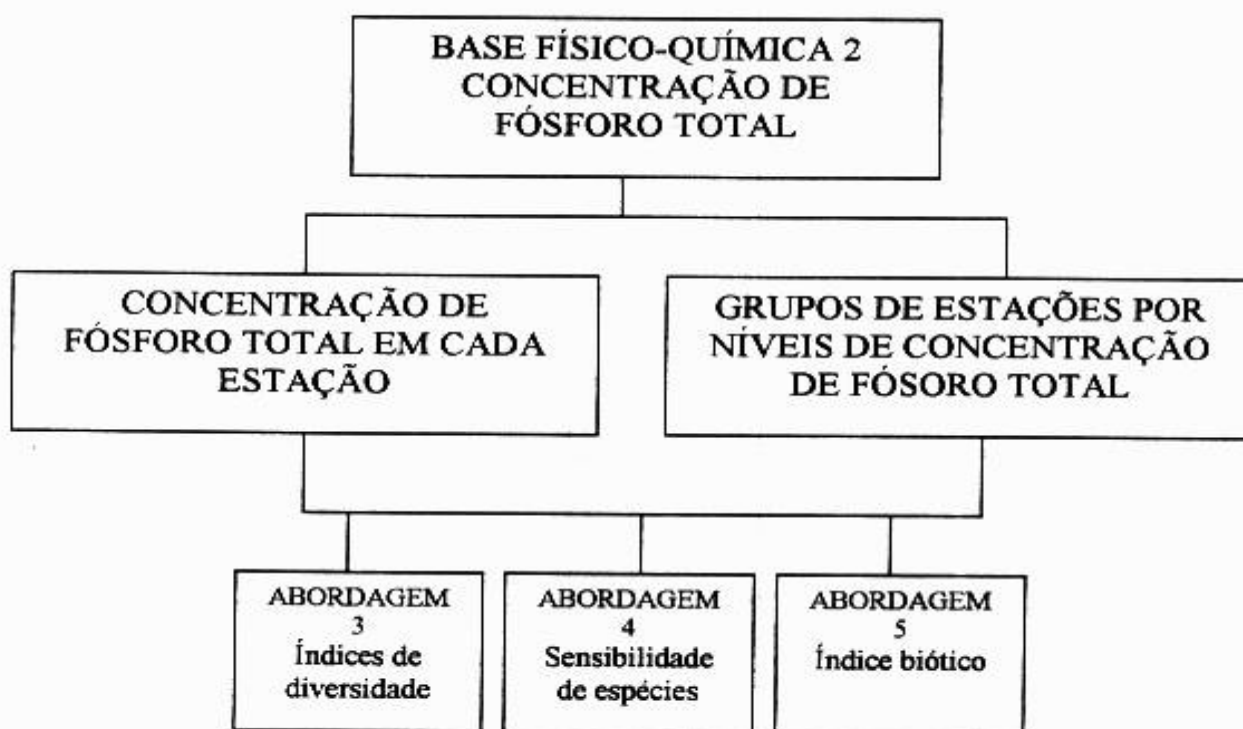 BASE FÍSICO-QUÍMICA 2
CONCENTRAÇÃO DE
FÓSFORO TOTAL
CONCENTRAÇÃO DE
FÓSFORO TOTAL EM CADA
ESTAÇÃO
GRUPOS DE ESTAÇÕES POR
NÍVEIS DE CONCENTRAÇÃO
DE FÓSORO TOTAL
ABORDAGEM
3
Índices de
diversidade
ABORDAGEM
4
Sensibilidade
de espécies
ABORDAGEM
5
Índice biótico